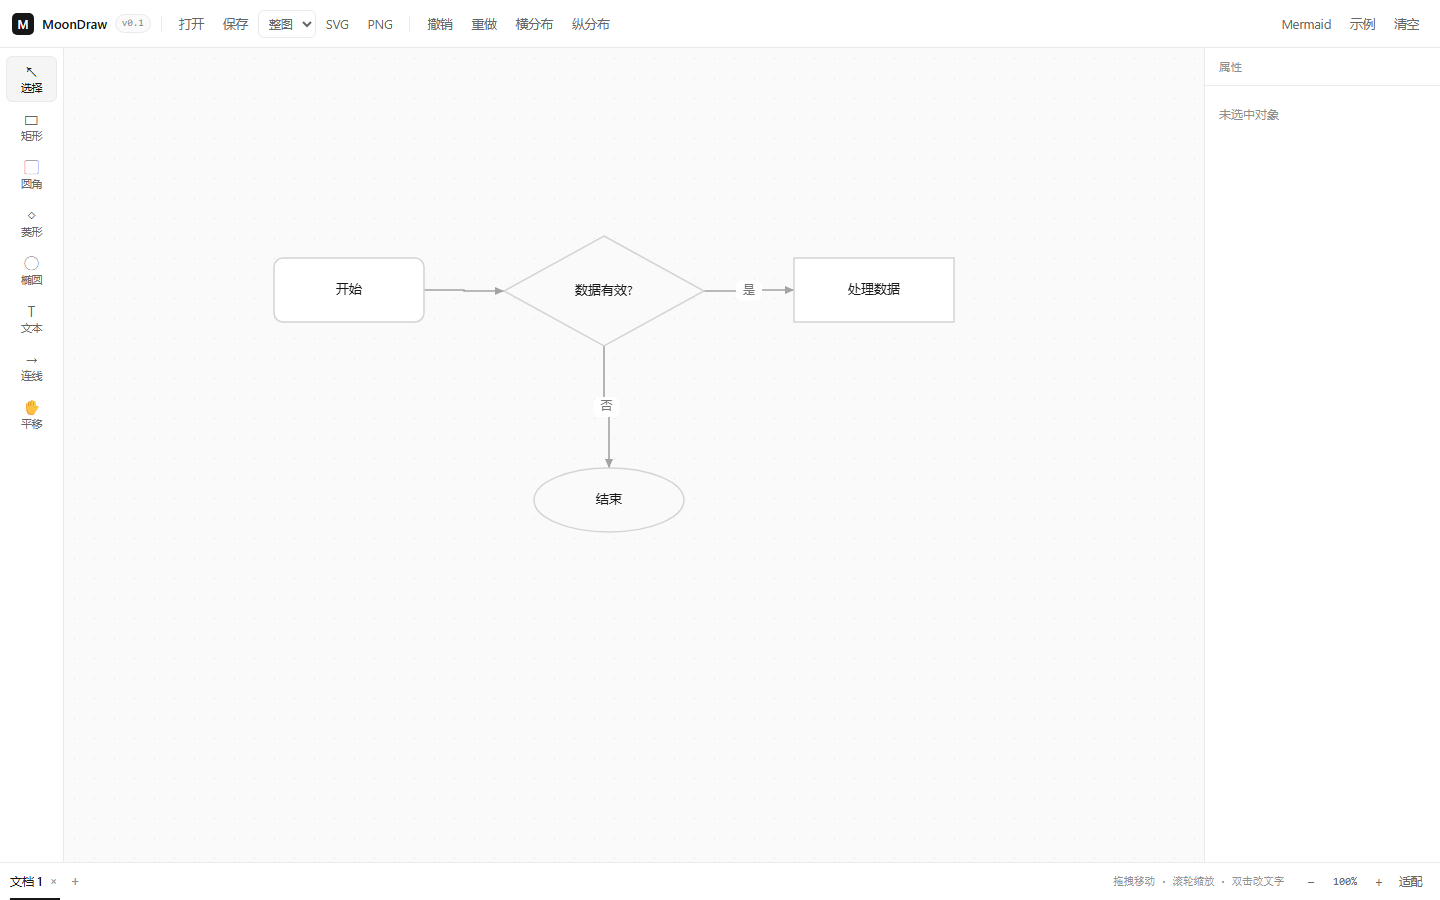 M MoonDraw v0.1 打开 保存 整图 SVG PNG 撤销 重做 横分布 纵分布 Mermaid 示例 清空
选择
矩形
圆角
菱形
椭圆
T
文本
连线
平移
开始
数据有效?
是
处理数据
否
结束
属性
未选中对象
文档 1 × +
拖拽移动 · 滚轮缩放 · 双击改文字 − 100% + 适配